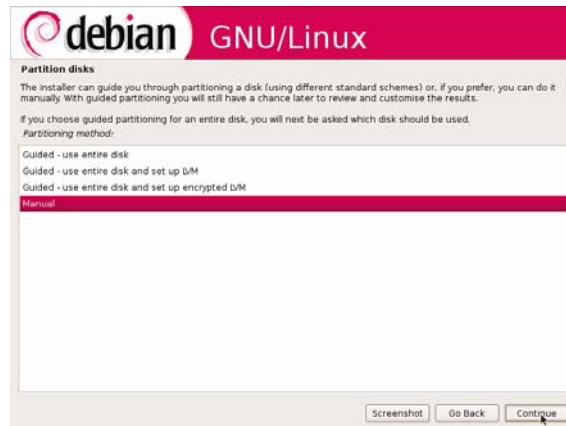 debian GNU/Linux
Partition disks
The installer can guide you through partitioning a disk (using different standard schemes) or, if you prefer, you can do it
manually. With guided partitioning you will still have a chance later to review and customise the results.
If you choose guided partitioning for an entire disk, you will next be asked which disk should be used.
Partitioning method:
Guided - use entire disk
Guided - use entire disk and set up LVM
Guided - use entire disk and set up encrypted LVM
Manual
Screenshot Go Back Continue